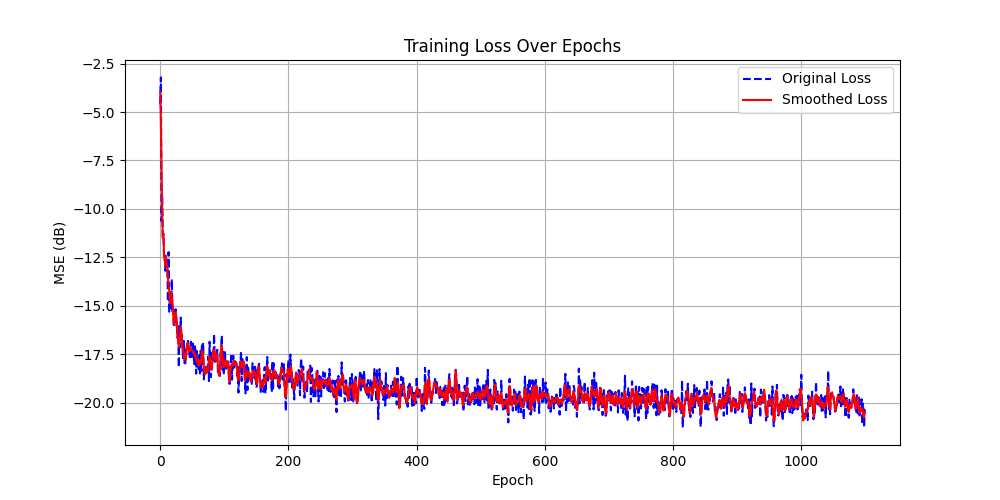 Training Loss Over Epochs
Original Loss
Smoothed Loss
MSE (dB)
−2.5
−5.0
−7.5
−10.0
−12.5
−15.0
−17.5
−20.0
0
200
400
600
800
1000
Epoch